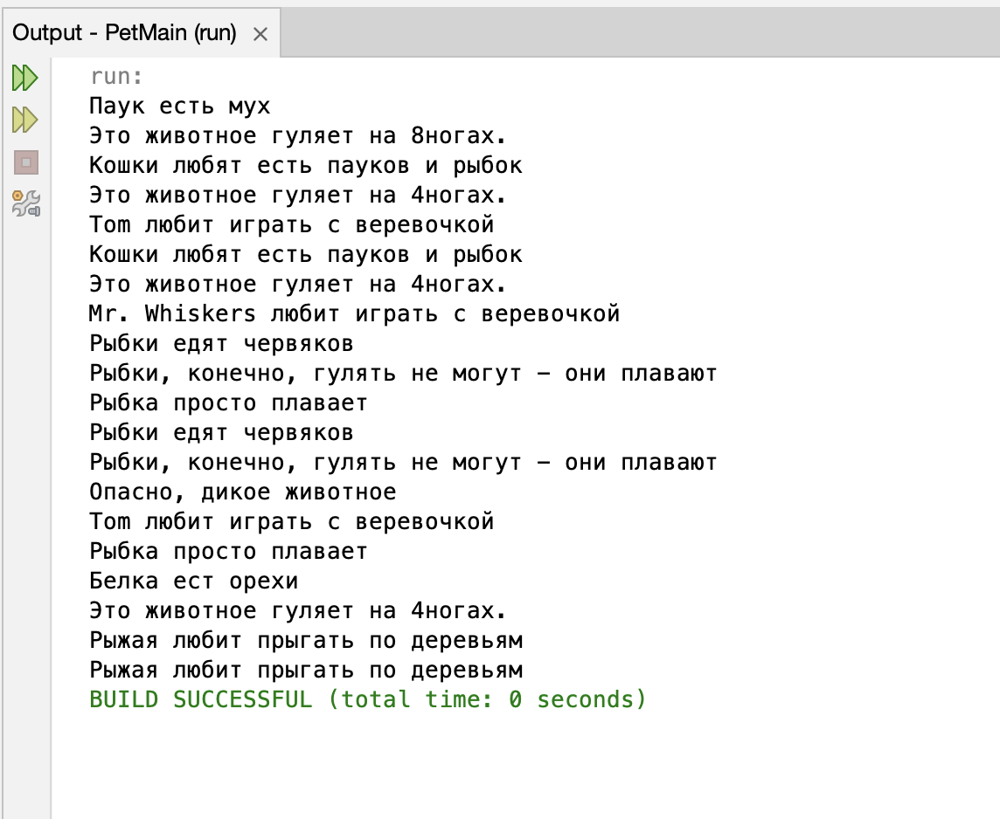 Output - PetMain (run)
run:
Паук есть мух
Это животное гуляет на 8ногах.
Кошки любят есть пауков и рыбок
Это животное гуляет на 4ногах.
Tom любит играть с веревочкой
Кошки любят есть пауков и рыбок
Это животное гуляет на 4ногах.
Mr. Whiskers любит играть с веревочкой
Рыбки едят червяков
Рыбки, конечно, гулять не могут – они плавают
Рыбка просто плавает
Рыбки едят червяков
Рыбки, конечно, гулять не могут – они плавают
Опасно, дикое животное
Tom любит играть с веревочкой
Рыбка просто плавает
Белка ест орехи
Это животное гуляет на 4ногах.
Рыжая любит прыгать по деревьям
Рыжая любит прыгать по деревьям
BUILD SUCCESSFUL (total time: 0 seconds)